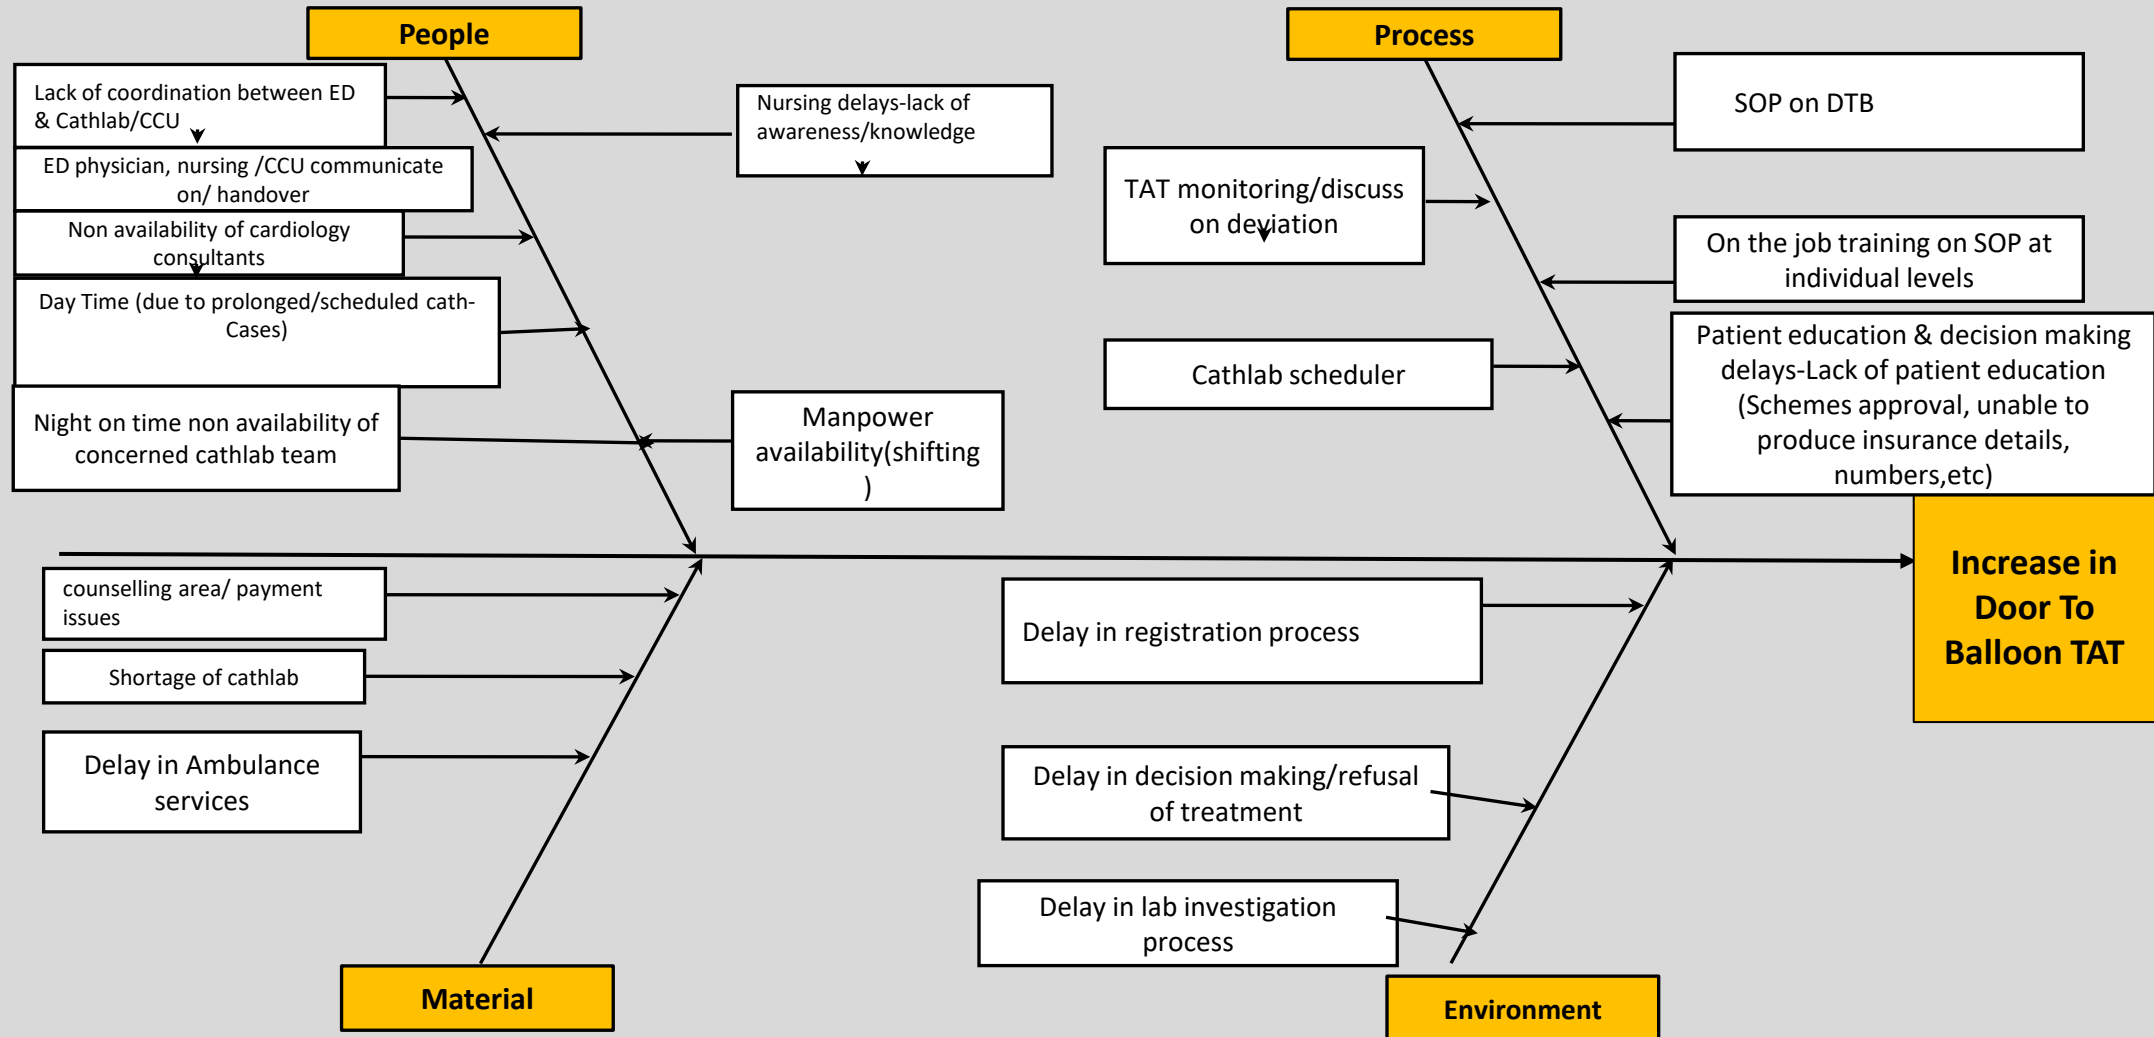 People
Lack of coordination between ED
& Cathlab/CCU
ED physician, nursing /CCU communicate
on/ handover
Non availability of cardiology
consultants
Day Time (due to prolonged/scheduled cath-
Cases)
Night on time non availability of
concerned cathlab team
Nursing delays-lack of
awareness/knowledge
Manpower
availability(shifting
)
Process
TAT monitoring/discuss
on deviation
Cathlab scheduler
SOP on DTB
On the job training on SOP at
individual levels
Patient education & decision making
delays-Lack of patient education
(Schemes approval, unable to
produce insurance details,
numbers,etc)
Increase in
Door To
Balloon TAT
counselling area/ payment
issues
Shortage of cathlab
Delay in Ambulance
services
Material
Delay in registration process
Delay in decision making/refusal
of treatment
Delay in lab investigation
process
Environment